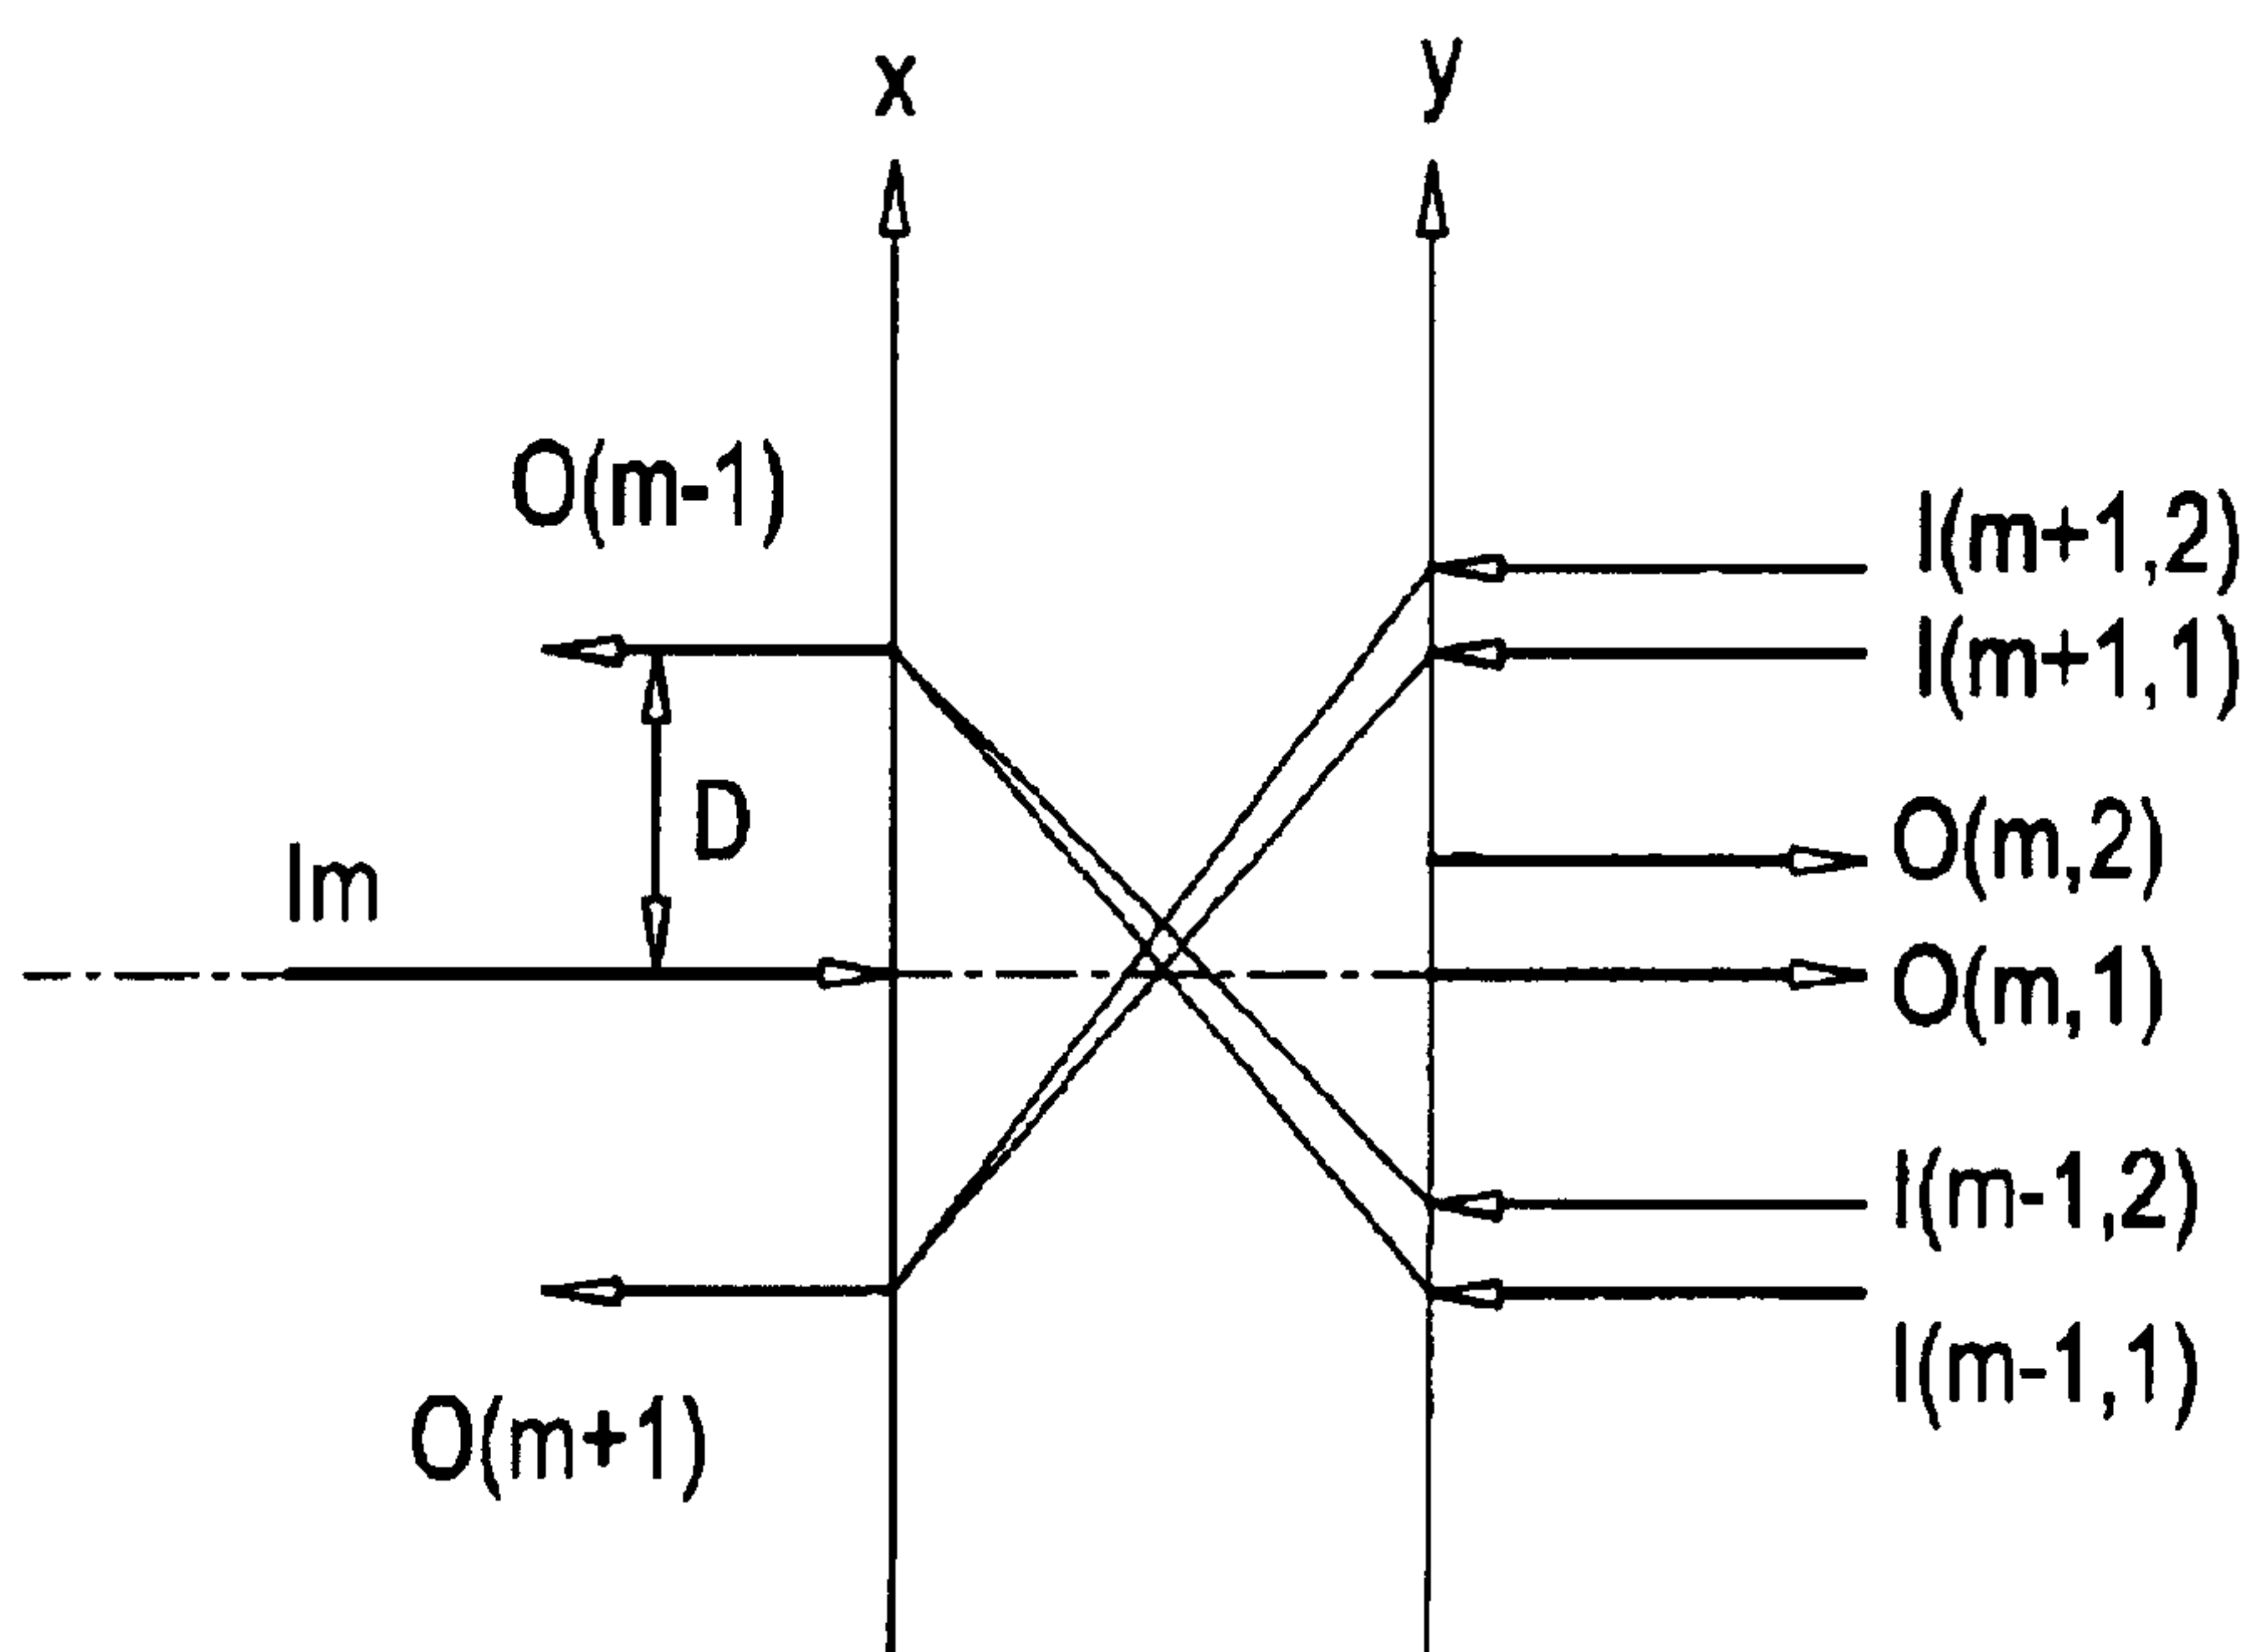 x
y
O(m-1)
I(m+1,2)
I(m+1,1)
D
O(m,2)
Im
O(m,1)
I(m-1,2)
I(m-1,1)
O(m+1)